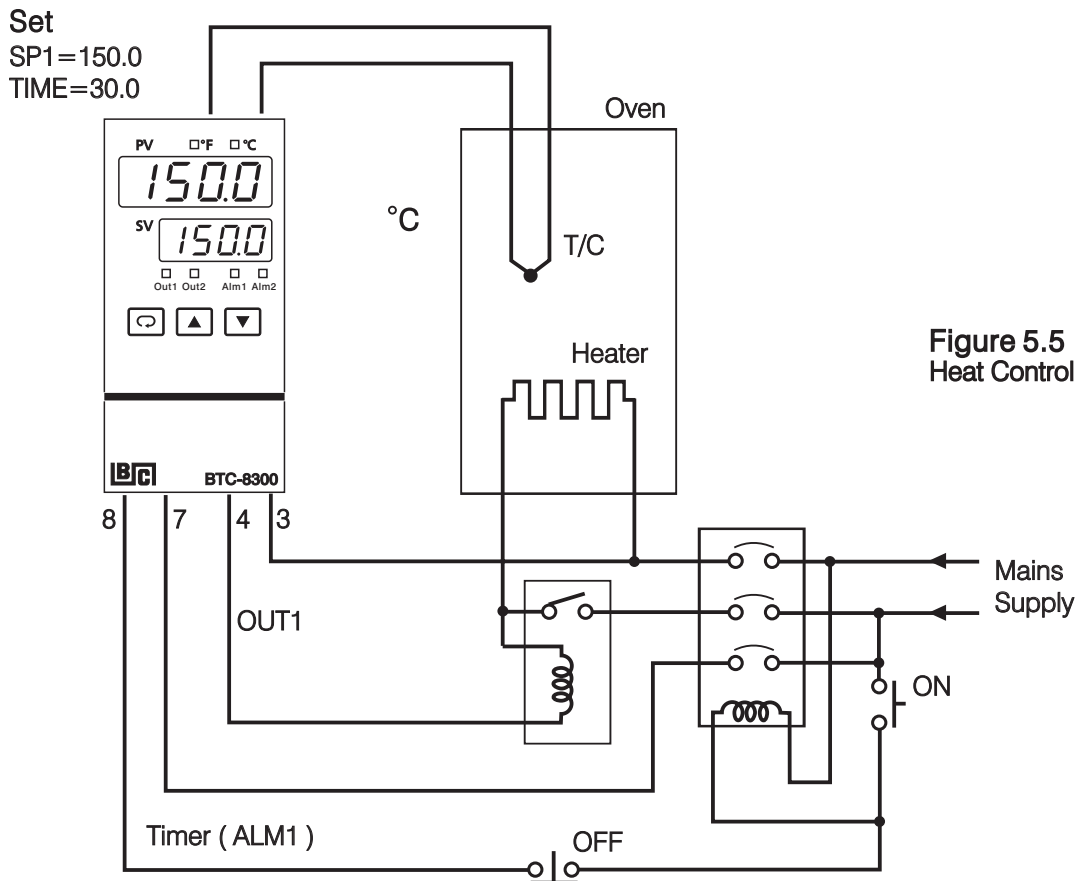 Set
SP1=150.0
TIME=30.0
Oven
PV °F °C
150.0
SV 150.0
°C
T/C
Out1 Out2 Alm1 Alm2
Heater
Figure 5.5
Heat Control
BC BTC-8300
8 7 4 3
Mains
Supply
OUT1
ON
Timer ( ALM1 )
OFF